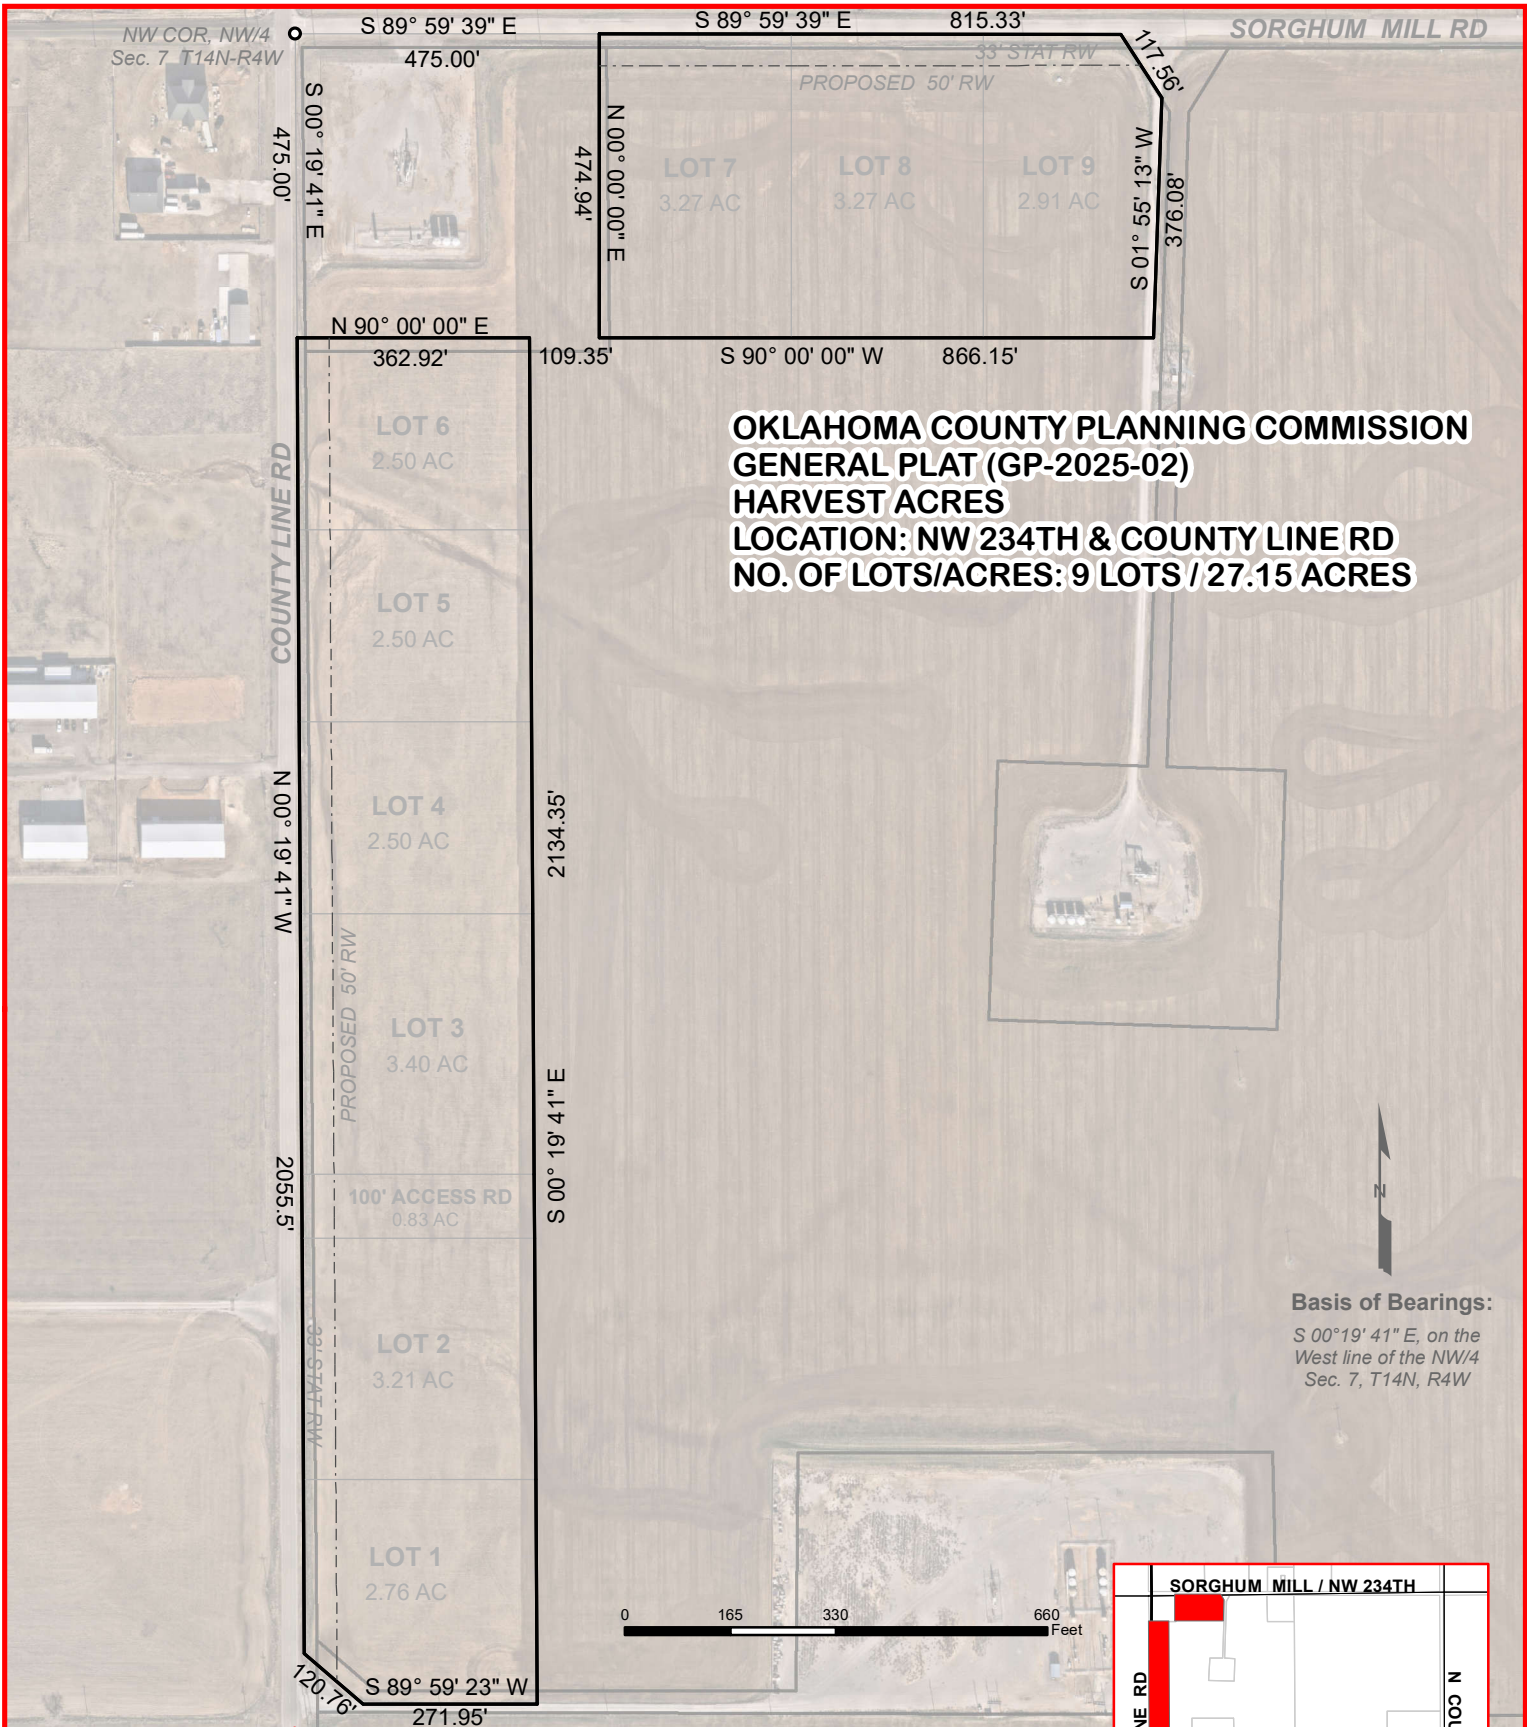 NW COR, NW/4
Sec. 7 T14N-R4W
S 89° 59' 39" E
475.00'
S 89° 59' 39" E
815.33'
SORGHUM MILL RD
117.56'
33' STAT RW
PROPOSED 50' RW
S 00° 19' 41" E
475.00'
N 00° 00' 00" E
474.94'
LOT 7
3.27 AC
LOT 8
3.27 AC
LOT 9
2.91 AC
S 01° 55' 13" W
376.08'
N 90° 00' 00" E
362.92'
109.35'
S 90° 00' 00" W
866.15'
OKLAHOMA COUNTY PLANNING COMMISSION
GENERAL PLAT (GP-2025-02)
HARVEST ACRES
LOCATION: NW 234TH & COUNTY LINE RD
NO. OF LOTS/ACRES: 9 LOTS / 27.15 ACRES
COUNTY LINE RD
LOT 6
2.50 AC
LOT 5
2.50 AC
LOT 4
2.50 AC
N 00° 19' 41" W
2055.5'
2134.35'
S 00° 19' 41" E
PROPOSED 50' RW
LOT 3
3.40 AC
100' ACCESS RD
0.83 AC
33' STAT RW
LOT 2
3.21 AC
LOT 1
2.76 AC
120.76'
S 89° 59' 23" W
271.95'
N
Basis of Bearings:
S 00°19' 41" E, on the
West line of the NW/4
Sec. 7, T14N, R4W
0 165 330 660
Feet
SORGHUM MILL / NW 234TH
NE RD
N COU